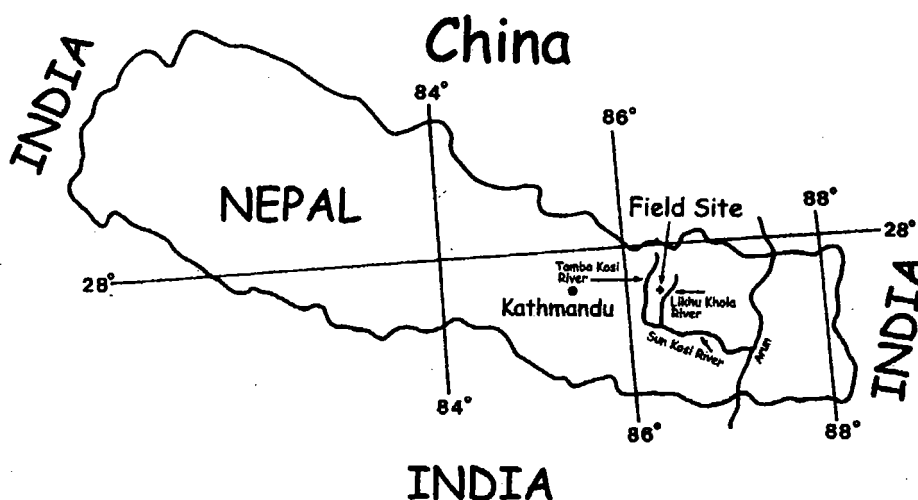 China
INDIA
84°
86°
NEPAL
Field Site
88°
28°
28°
Tamba Kosi
River
Kathmandu
Likhu Khola
River
Sun Kosi River
Arun
INDIA
84°
86°
88°
INDIA